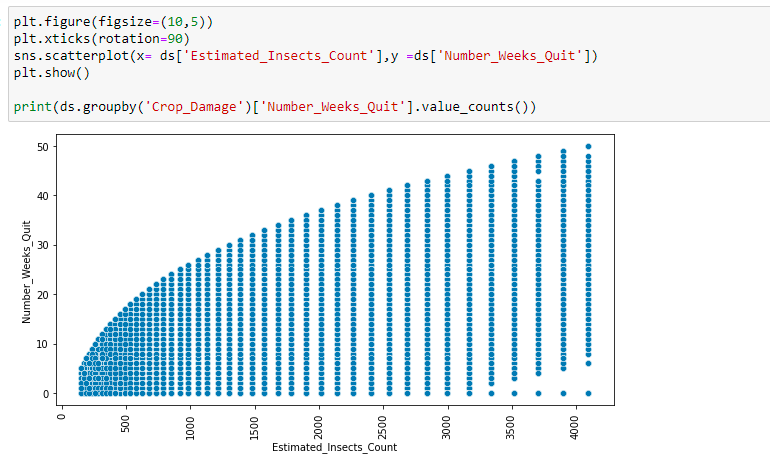 plt.figure(figsize=(10,5))
plt.xticks(rotation=90)
sns.scatterplot(x= ds['Estimated_Insects_Count'],y =ds['Number_Weeks_Quit'])
plt.show()
print(ds.groupby('Crop_Damage')['Number_Weeks_Quit'].value_counts())
50
40
30
20
10
0
Number_Weeks_Quit
0
500
1000
1500
2000
2500
3000
3500
4000
Estimated_Insects_Count